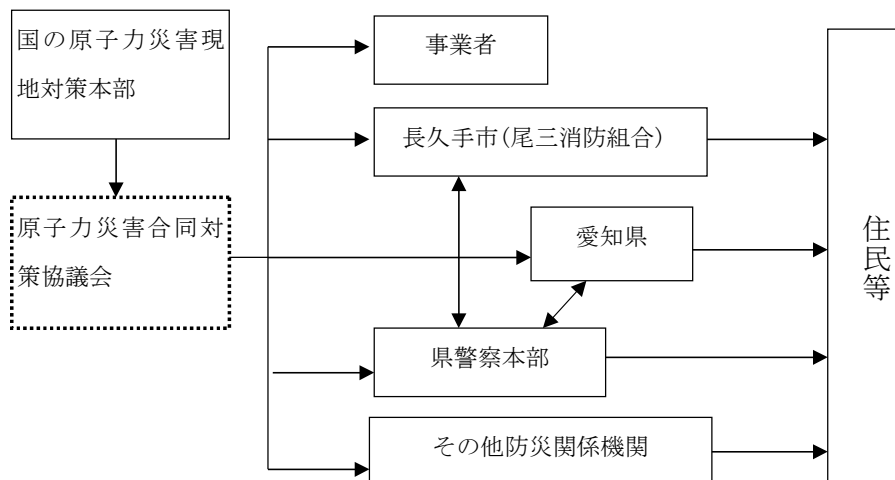 国の原子力災害現
地対策本部
事業者
長久手市(尾三消防組合)
原子力災害合同対
策協議会
愛知県
住民等
県警察本部
その他防災関係機関